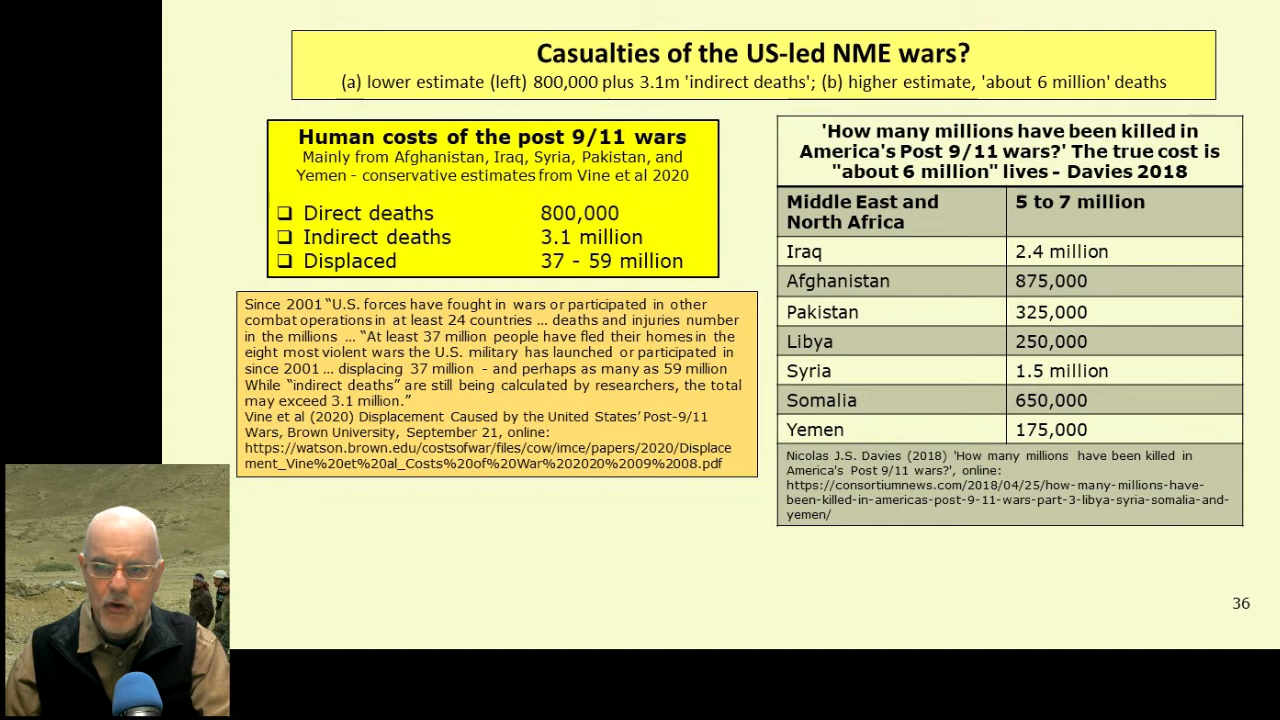 Casualties of the US-led NME wars?
(a) lower estimate (left) 800,000 plus 3.1m 'indirect deaths'; (b) higher estimate, 'about 6 million' deaths
Human costs of the post 9/11 wars
Mainly from Afghanistan, Iraq, Syria, Pakistan, and
Yemen - conservative estimates from Vine et al 2020
❑ Direct deaths 800,000
❑ Indirect deaths 3.1 million
❑ Displaced 37 - 59 million
Since 2001 “U.S. forces have fought in wars or participated in other
combat operations in at least 24 countries ... deaths and injuries number
in the millions ... “At least 37 million people have fled their homes in the
eight most violent wars the U.S. military has launched or participated in
since 2001 ... displacing 37 million - and perhaps as many as 59 million
While “indirect deaths” are still being calculated by researchers, the total
may exceed 3.1 million.”
Vine et al (2020) Displacement Caused by the United States’ Post-9/11
Wars, Brown University, September 21, online:
https://watson.brown.edu/costsofwar/files/cow/imce/papers/2020/Displace
ment_Vine%20et%20al_Costs%20of%20War%202020%2009%2008.pdf
'How many millions have been killed in
America's Post 9/11 wars?' The true cost is
"about 6 million" lives - Davies 2018
Middle East and 5 to 7 million
North Africa
Iraq 2.4 million
Afghanistan 875,000
Pakistan 325,000
Libya 250,000
Syria 1.5 million
Somalia 650,000
Yemen 175,000
Nicolas J.S. Davies (2018) 'How many millions have been killed in
America's Post 9/11 wars?', online:
https://consortiumnews.com/2018/04/25/how-many-millions-have-
been-killed-in-americas-post-9-11-wars-part-3-libya-syria-somalia-and-
yemen/
36